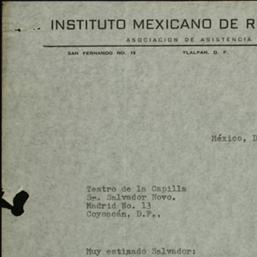 INSTITUTO MEXICANO DE R
ASOCIACION DE ASISTENCIA
SAN FERNANDO NO. 15 TLALPAN, D. F.
México, D
Teatro de la Capilla
Sr. Salvador Novo.
Madrid No. 13
Coyoacán, D.F..
Muy estimado Salvador: